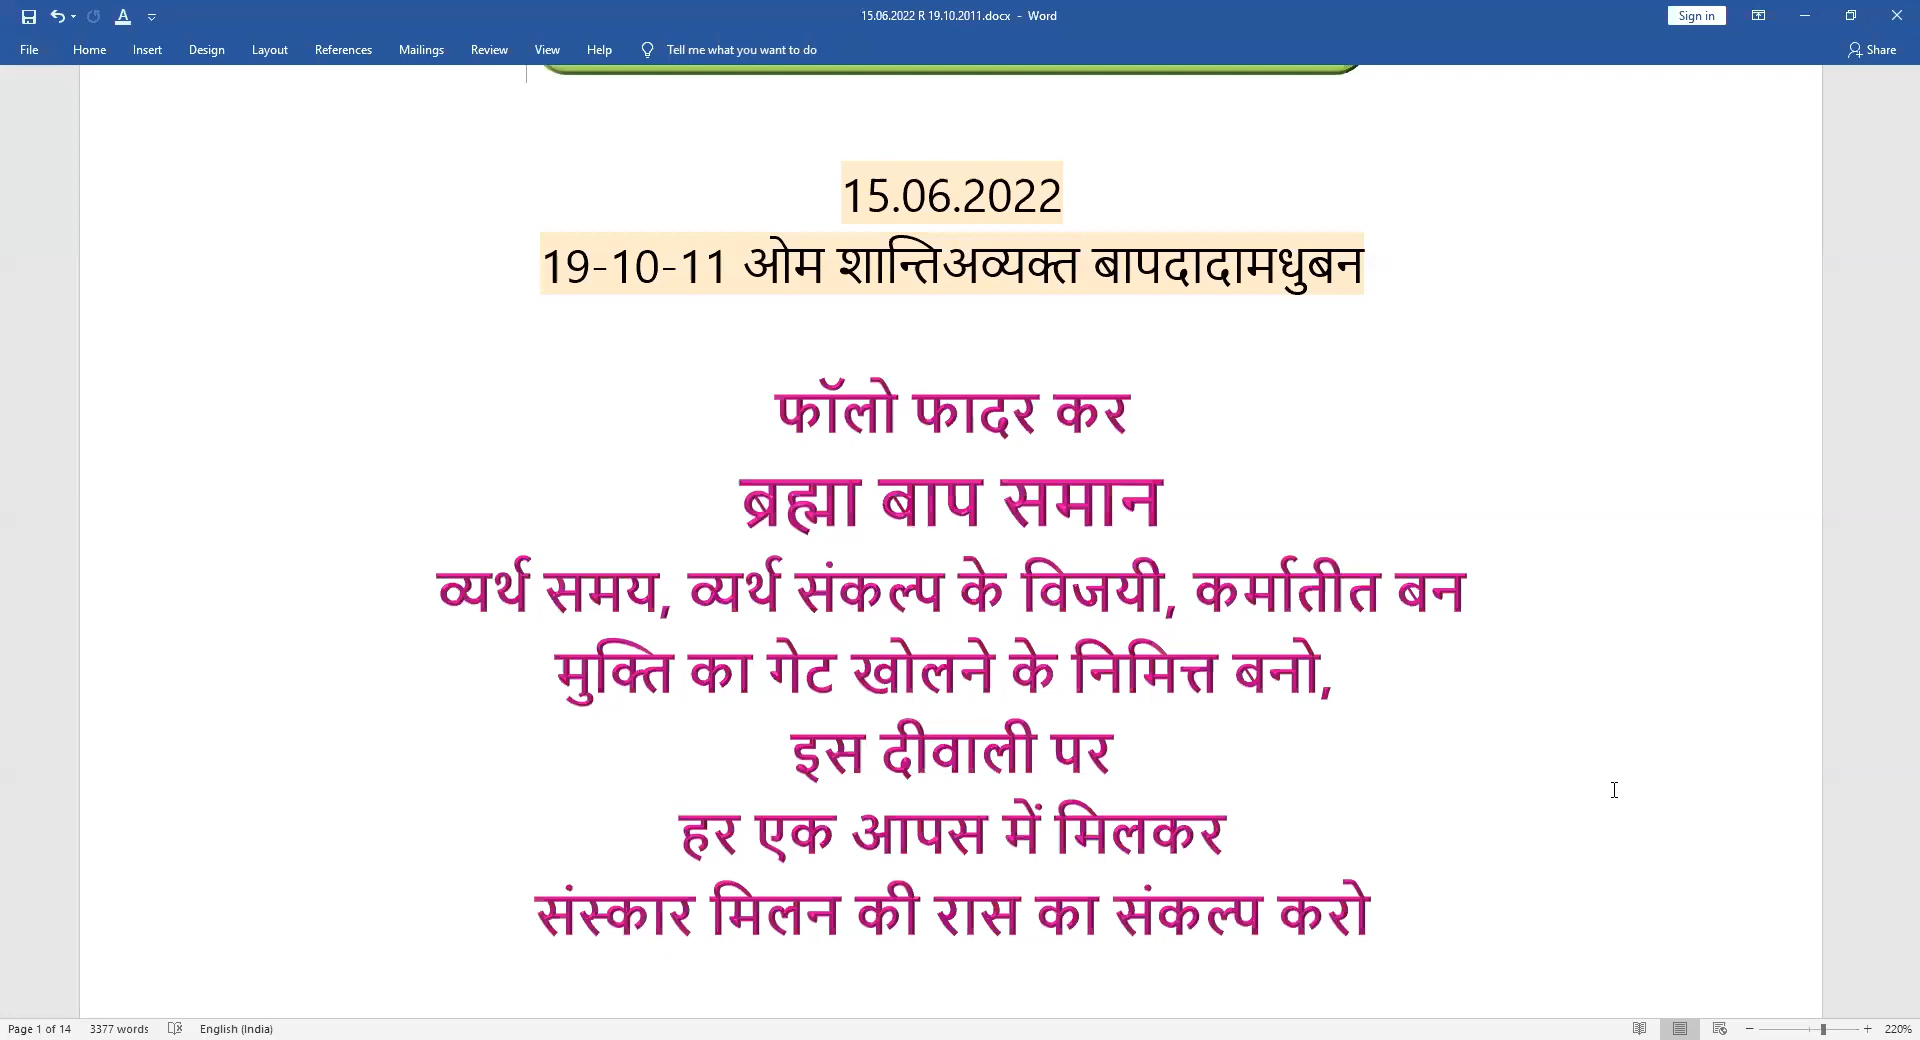 15.06.2022 R 19.10.2011.docx - Word
Sign in
File Home Insert Design Layout References Mailings Review View Help Tell me what you want to do Share
15.06.2022
19-10-11 ओम शान्तिअव्यक्त बापदादामधुबन
फॉलो फादर कर
ब्रह्मा बाप समान
व्यर्थ समय, व्यर्थ संकल्प के विजयी, कर्मातीत बन
मुक्ति का गेट खोलने के निमित्त बनो,
इस दीवाली पर
हर एक आपस में मिलकर
संस्कार मिलन की रास का संकल्प करो
Page 1 of 14 3377 words English (India) 220%